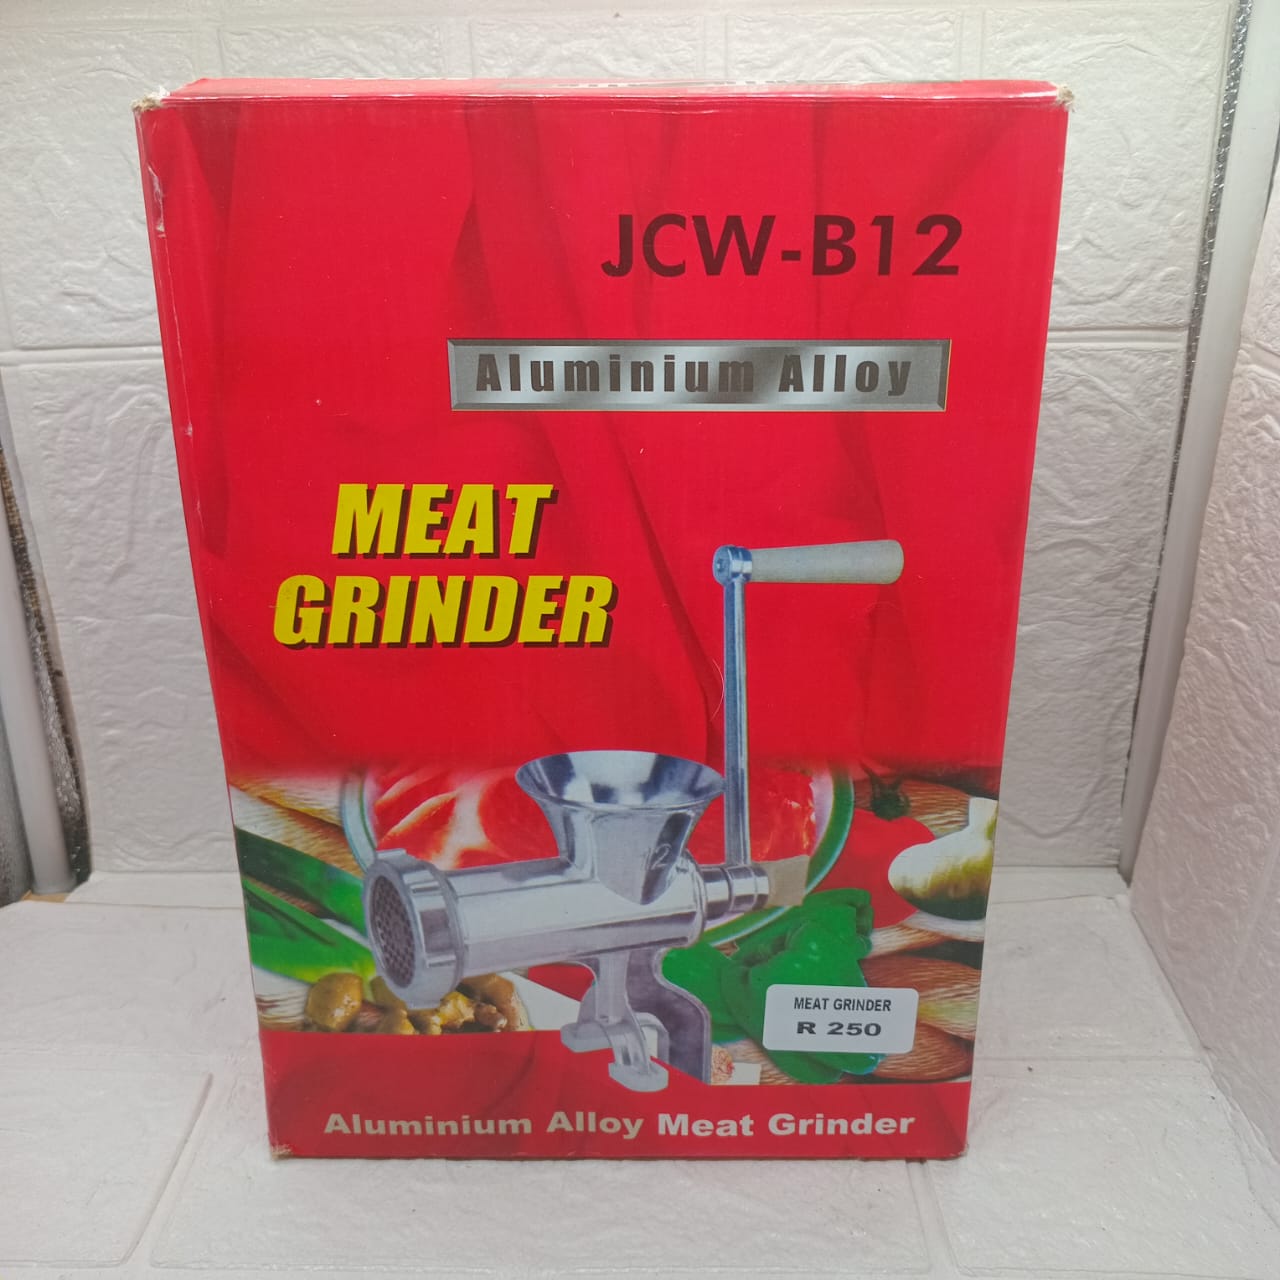 JCW-B12
Aluminium Alloy
MEAT
GRINDER
12
MEAT GRINDER
R 250
Aluminium Alloy Meat Grinder